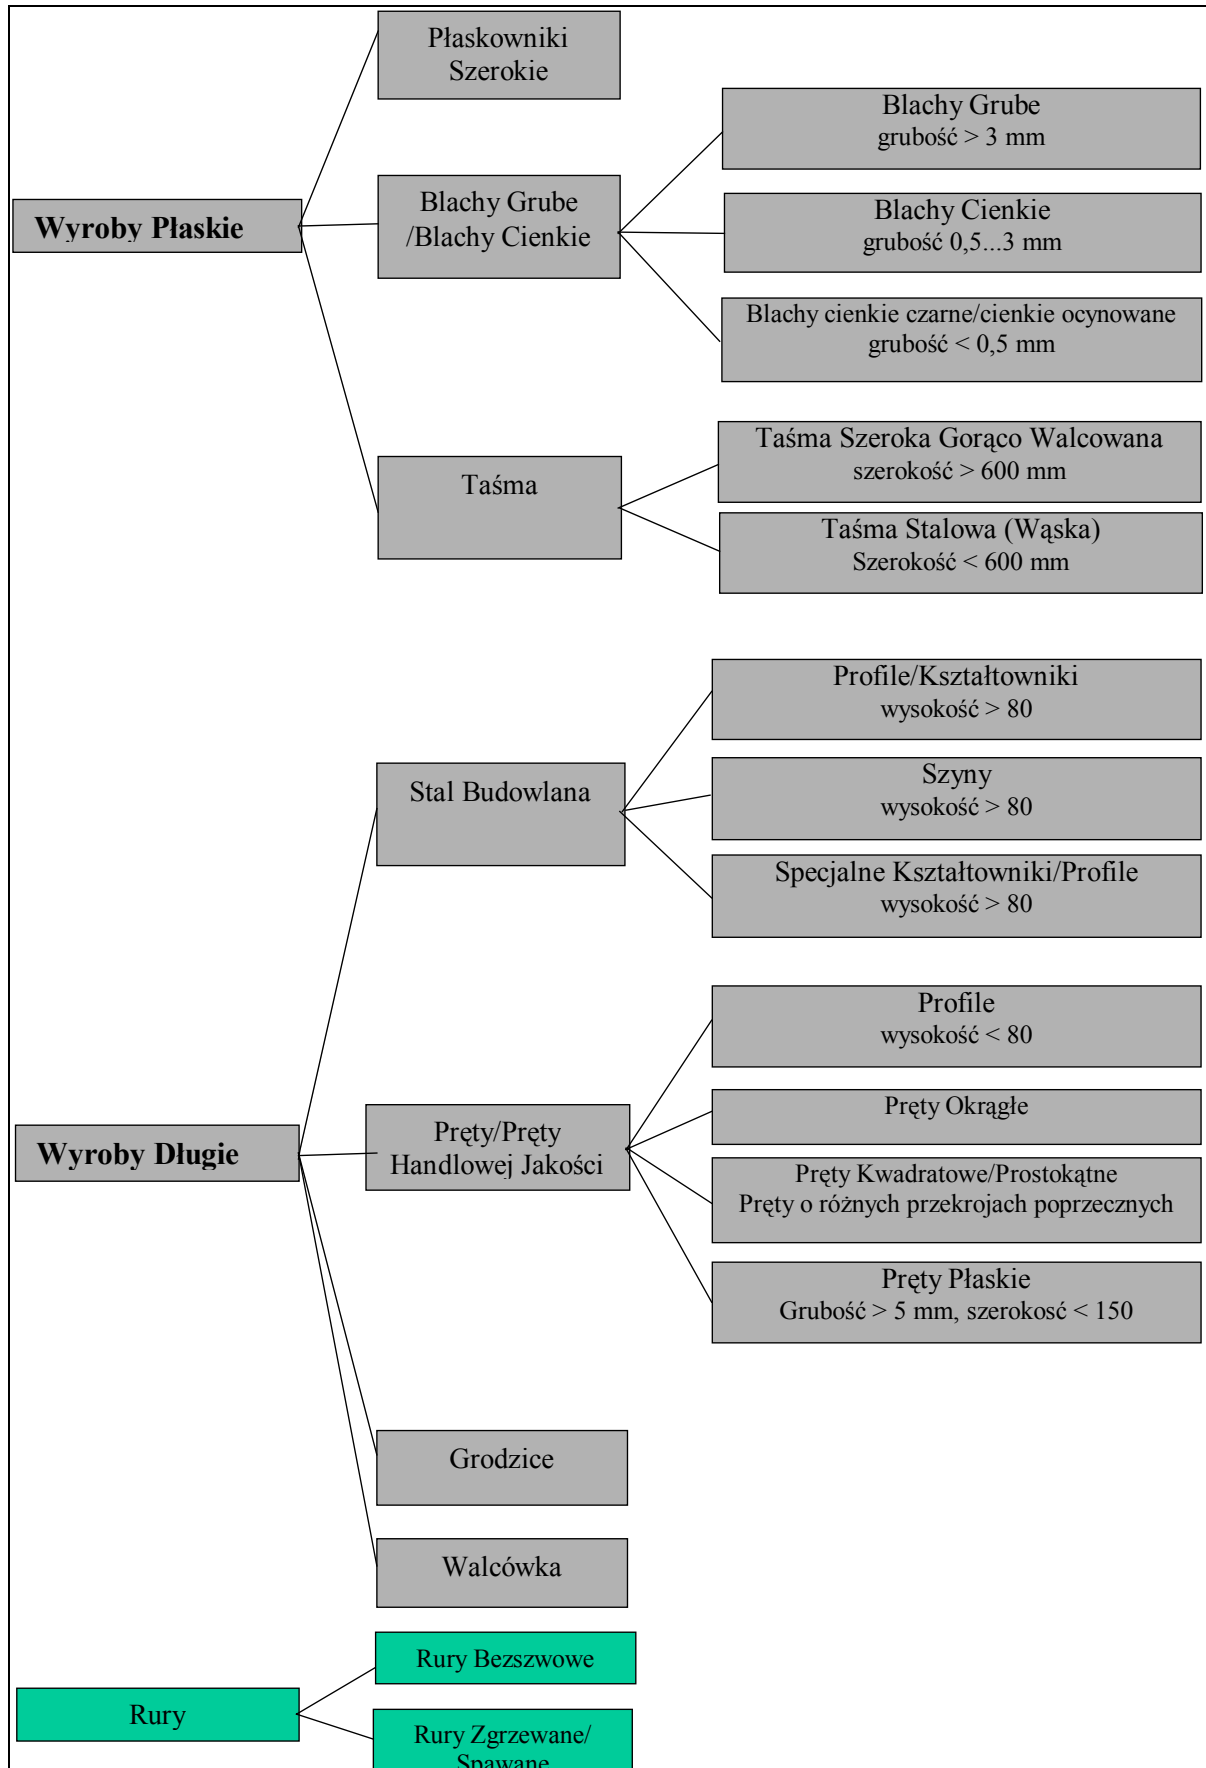 Płaskowniki
Szerokie
Blachy Grube
grubość > 3 mm
Wyroby Płaskie
Blachy Grube
/Blachy Cienkie
Blachy Cienkie
grubość 0,5...3 mm
Blachy cienkie czarne/cienkie ocynowane
grubość < 0,5 mm
Taśma
Taśma Szeroka Gorąco Walcowana
szerokość > 600 mm
Taśma Stalowa (Wąska)
Szerokość < 600 mm
Profile/Kształtowniki
wysokość > 80
Stal Budowlana
Szyny
wysokość > 80
Specjalne Kształtowniki/Profile
wysokość > 80
Profile
wysokość < 80
Wyroby Długie
Pręty/Pręty
Handlowej Jakości
Pręty Okrągłe
Pręty Kwadratowe/Prostokątne
Pręty o różnych przekrojach poprzecznych
Pręty Płaskie
Grubość > 5 mm, szerokosć < 150
Grodzice
Walcówka
Rury
Rury Bezszwowe
Rury Zgrzewane/
Spawane